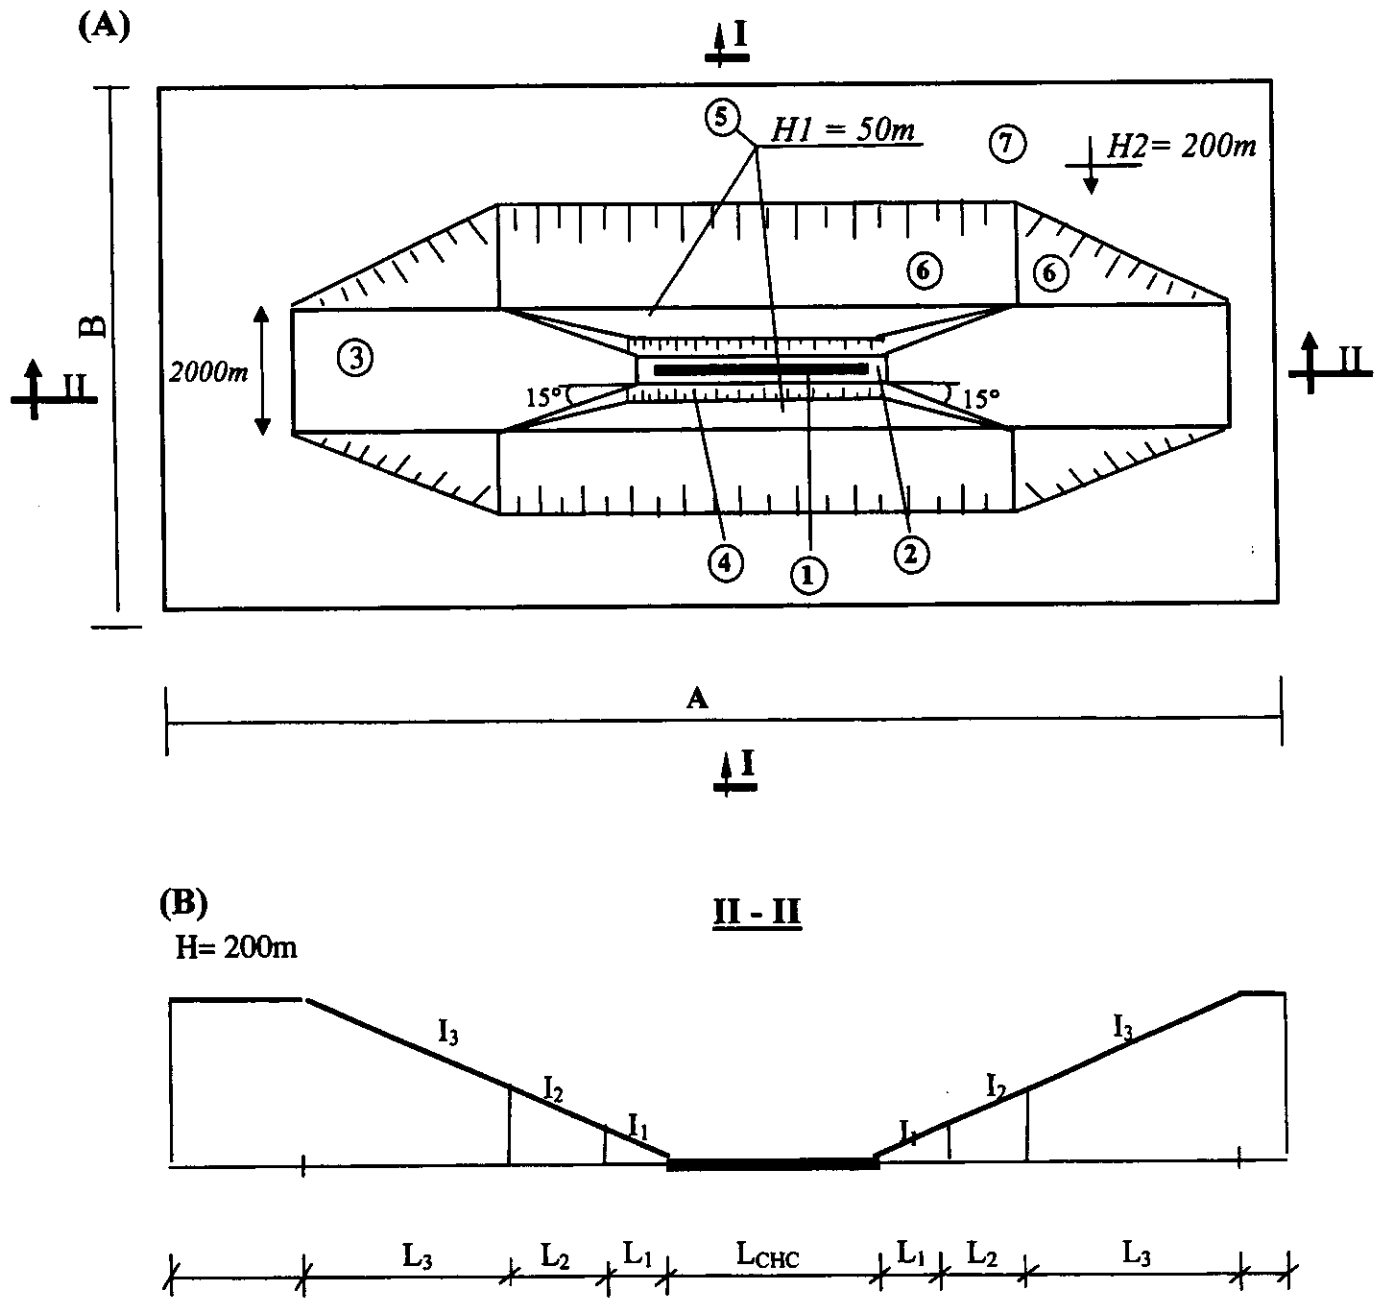 (A)
I
⑤
H1 = 50m
⑦
H2= 200m
⑥
⑥
B
③
2000m
II
II
15°
15°
④
①
②
A
I
(B)
II - II
H= 200m
I₃
I₃
I₂
I₂
I₁
I₁
L₃ L₂ L₁ L_CHC L₁ L₂ L₃